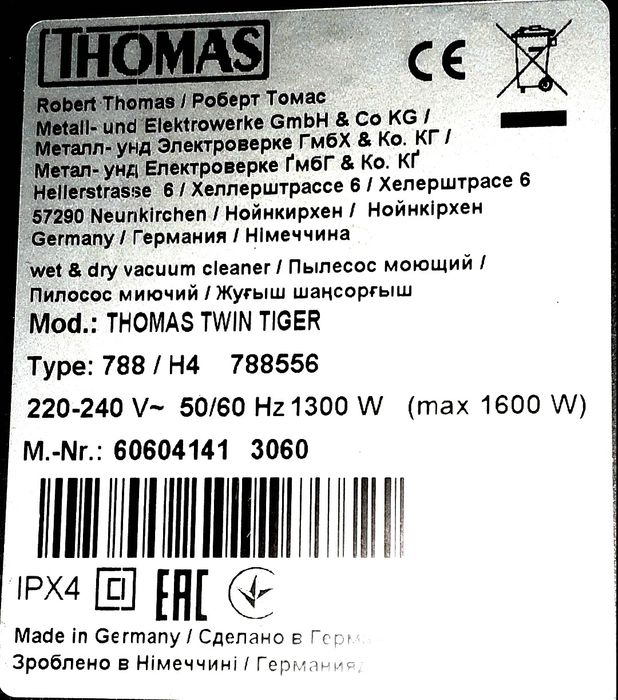 THOMAS
CE
Robert Thomas / Роберт Томас
Metall- und Elektrowerke GmbH & Co KG /
Металл- унд Электроверке ГмбХ & Ко. КГ /
Метал- унд Електроверке ҐмбГ & Ко. КҐ
Hellerstrasse 6 / Хеллерштрассе 6 / Хелерштрасе 6
57290 Neunkirchen / Нойнкирхен / Нойнкірхен
Germany / Германия / Німеччина
wet & dry vacuum cleaner / Пылесос моющий /
Пилосос миючий / Жуғыш шаңсорғыш
Mod.: THOMAS TWIN TIGER
Type: 788 / H4 788556
220-240 V~ 50/60 Hz 1300 W (max 1600 W)
M.-Nr.: 60604141 3060
IPX4 EAC
Made in Germany / Сделано в
Зроблено в Німеччині / Германия